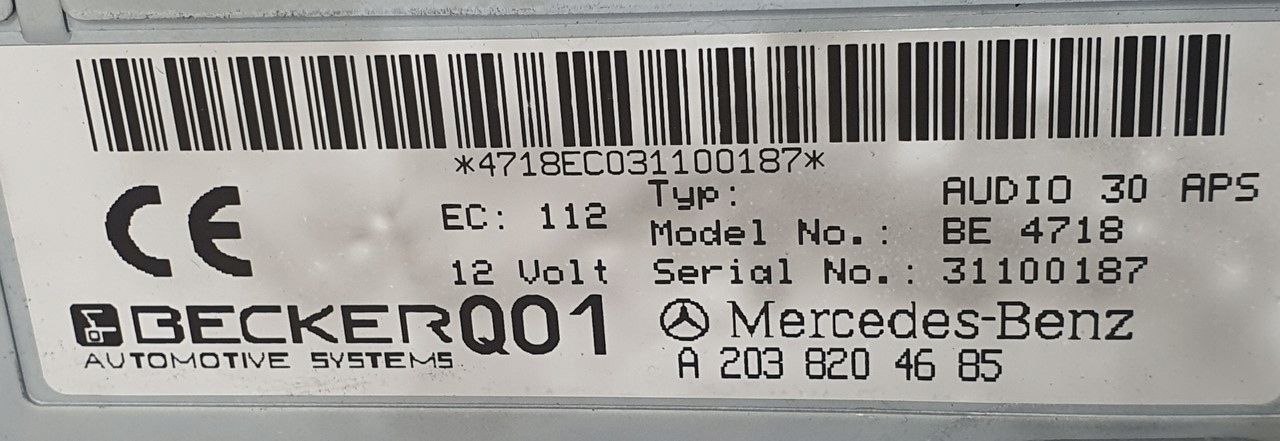 *4718EC031100187*
Typ: AUDIO 30 APS
EC: 112 Model No.: BE 4718
12 Volt Serial No.: 31100187
BECKER Q01 Mercedes-Benz
AUTOMOTIVE SYSTEMS A 203 820 46 85
CE